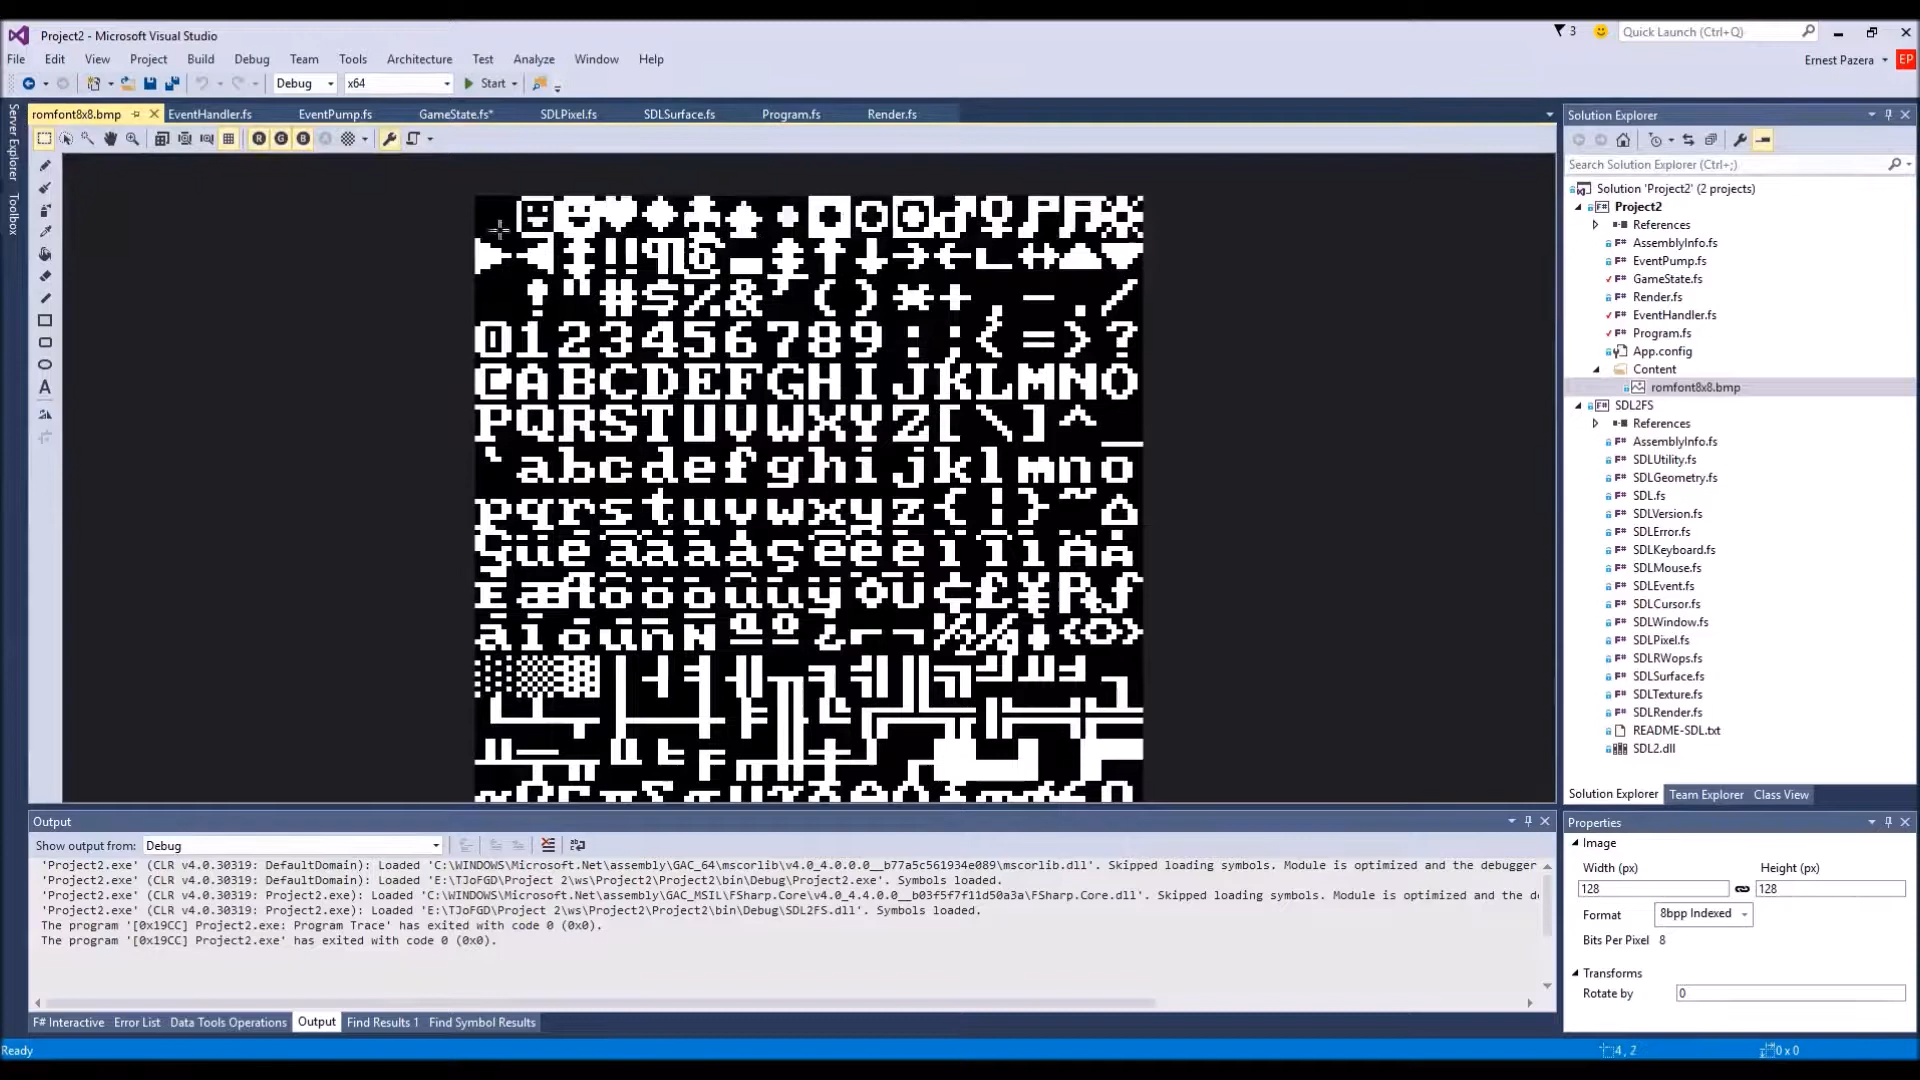 Project2 - Microsoft Visual Studio
3
Quick Launch (Ctrl+Q)
File Edit View Project Build Debug Team Tools Architecture Test Analyze Window Help
Ernest Pazera EP
Debug x64 Start
romfont8x8.bmp EventHandler.fs EventPump.fs GameState.fs* SDLPixel.fs SDLSurface.fs Program.fs Render.fs
R G B A
Server Explorer
Toolbox
!"#$%&'()*+,-./
0123456789:;<=>?
@ABCDEFGHIJKLMNO
PQRSTUVWXYZ[\]^_
`abcdefghijklmno
pqrstuvwxyz{¦}~⌂
Solution Explorer
Search Solution Explorer (Ctrl+;)
Solution 'Project2' (2 projects)
Project2
References
AssemblyInfo.fs
EventPump.fs
GameState.fs
Render.fs
EventHandler.fs
Program.fs
App.config
Content
romfont8x8.bmp
SDL2FS
References
AssemblyInfo.fs
SDLUtility.fs
SDLGeometry.fs
SDL.fs
SDLVersion.fs
SDLError.fs
SDLKeyboard.fs
SDLMouse.fs
SDLEvent.fs
SDLCursor.fs
SDLWindow.fs
SDLPixel.fs
SDLRWops.fs
SDLSurface.fs
SDLTexture.fs
SDLRender.fs
README-SDL.txt
SDL2.dll
Solution Explorer Team Explorer Class View
Output
Show output from: Debug
'Project2.exe' (CLR v4.0.30319: DefaultDomain): Loaded 'C:\WINDOWS\Microsoft.Net\assembly\GAC_64\mscorlib\v4.0_4.0.0.0__b77a5c561934e089\mscorlib.dll'. Skipped loading symbols. Module is optimized and the debugger
'Project2.exe' (CLR v4.0.30319: DefaultDomain): Loaded 'E:\TJoFGD\Project 2\ws\Project2\Project2\bin\Debug\Project2.exe'. Symbols loaded.
'Project2.exe' (CLR v4.0.30319: Project2.exe): Loaded 'C:\WINDOWS\Microsoft.Net\assembly\GAC_MSIL\FSharp.Core\v4.0_4.4.0.0__b03f5f7f11d50a3a\FSharp.Core.dll'. Skipped loading symbols. Module is optimized and the de
'Project2.exe' (CLR v4.0.30319: Project2.exe): Loaded 'E:\TJoFGD\Project 2\ws\Project2\Project2\bin\Debug\SDL2FS.dll'. Symbols loaded.
The program '[0x19CC] Project2.exe: Program Trace' has exited with code 0 (0x0).
The program '[0x19CC] Project2.exe' has exited with code 0 (0x0).
Properties
Image
Width (px) Height (px)
128 128
Format 8bpp Indexed
Bits Per Pixel 8
Transforms
Rotate by 0
F# Interactive Error List Data Tools Operations Output Find Results 1 Find Symbol Results
Ready 4, 2 0 x 0